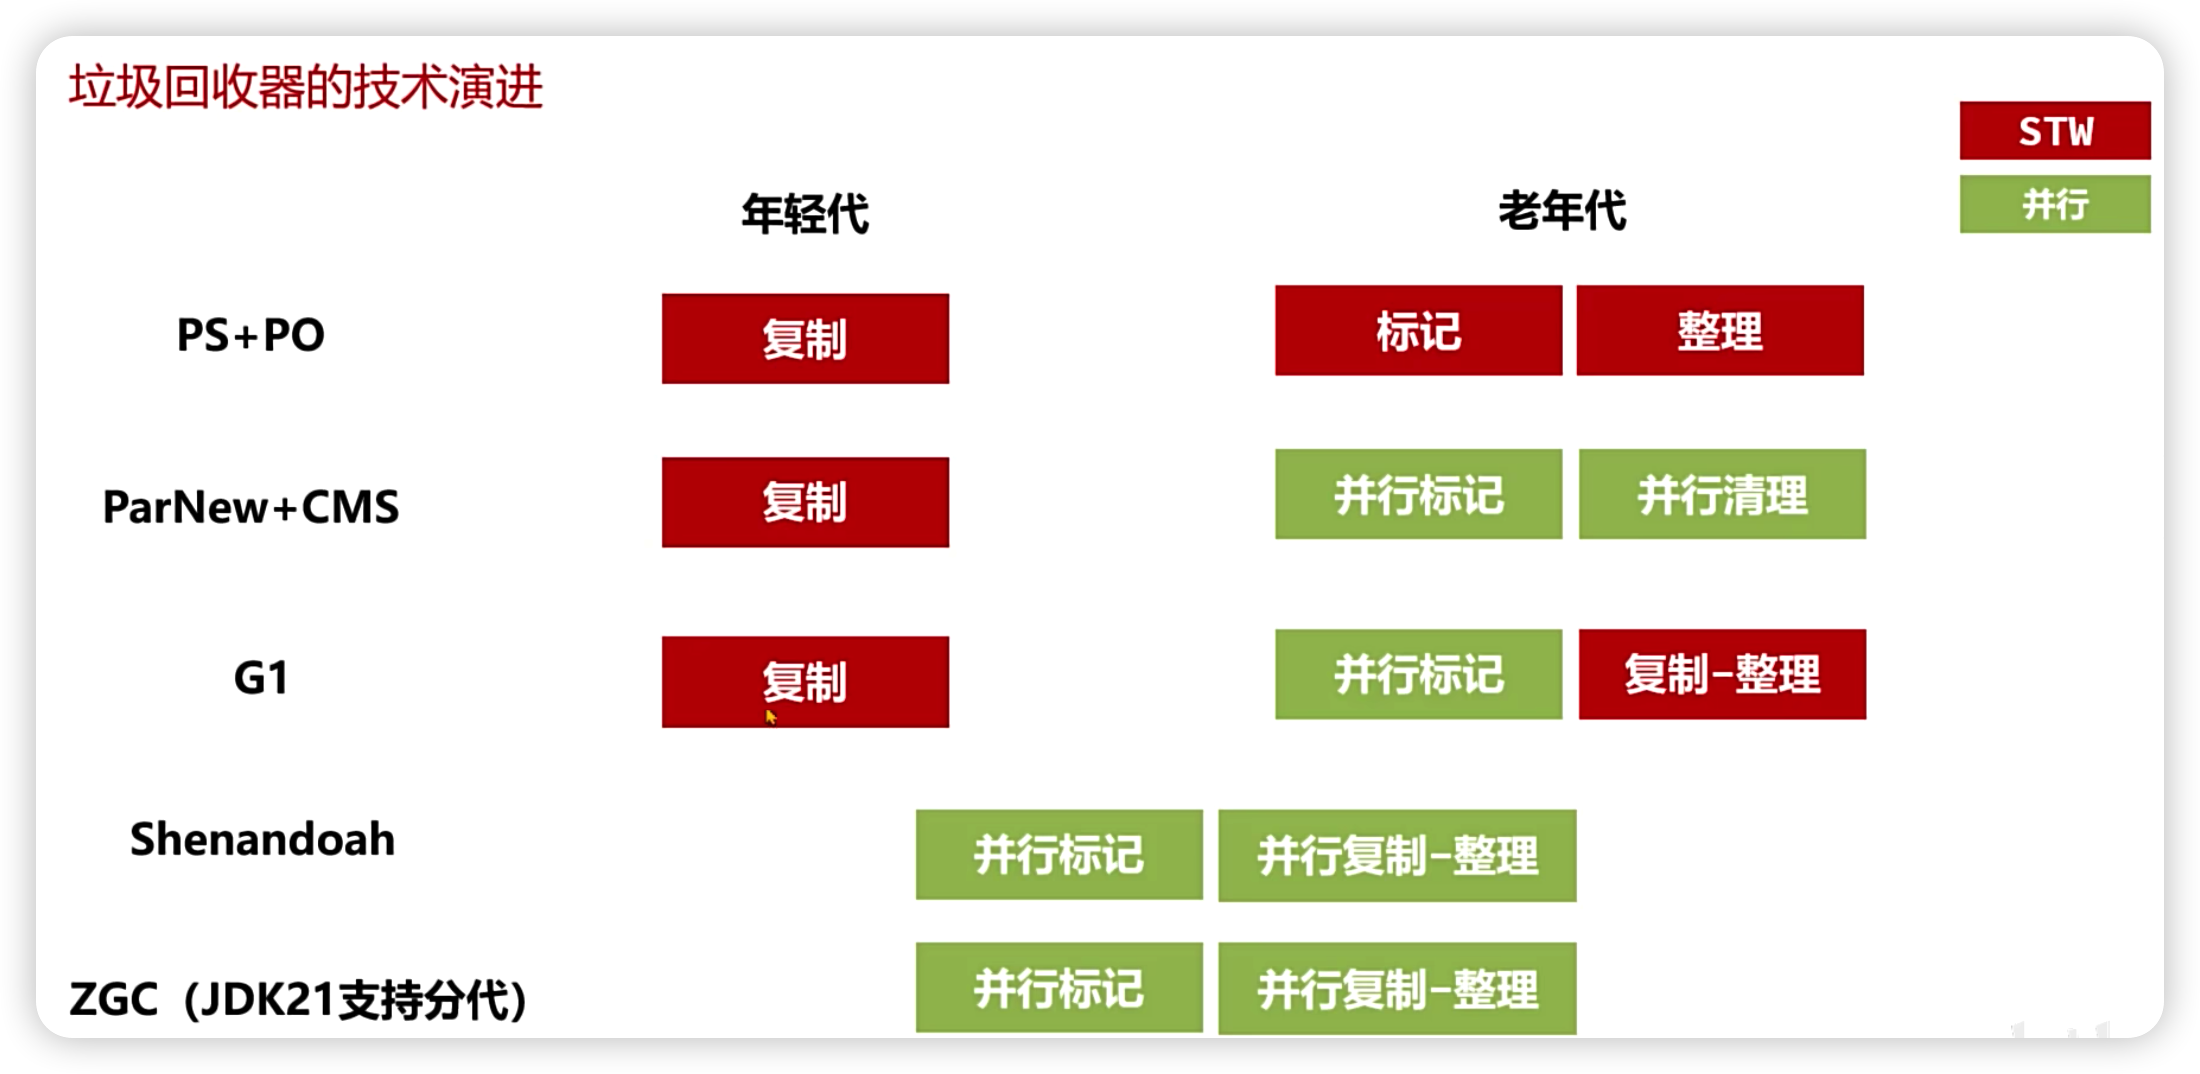 垃圾回收器的技术演进
STW
并行
年轻代
老年代
PS+PO
复制
标记
整理
ParNew+CMS
复制
并行标记
并行清理
G1
复制
并行标记
复制-整理
Shenandoah
并行标记
并行复制-整理
ZGC（JDK21支持分代）
并行标记
并行复制-整理